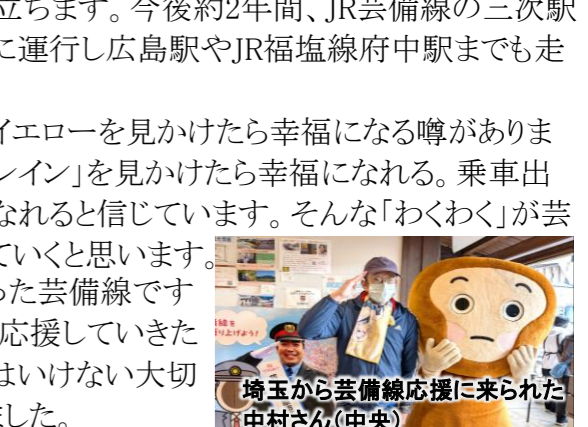 立ちます。今後約2年間、JR芸備線の三次駅
に運行し広島駅やJR福塩線府中駅までも走
イエローを見かけたら幸福になる噂がありま
レイン」を見かけたら幸福になれる。乗車出
なれると信じています。そんな「わくわく」が芸
ていくと思います。
った芸備線です
応援していきた
はいけない大切
ました。
埼玉から芸備線応援に来られた
中村さん(中央)